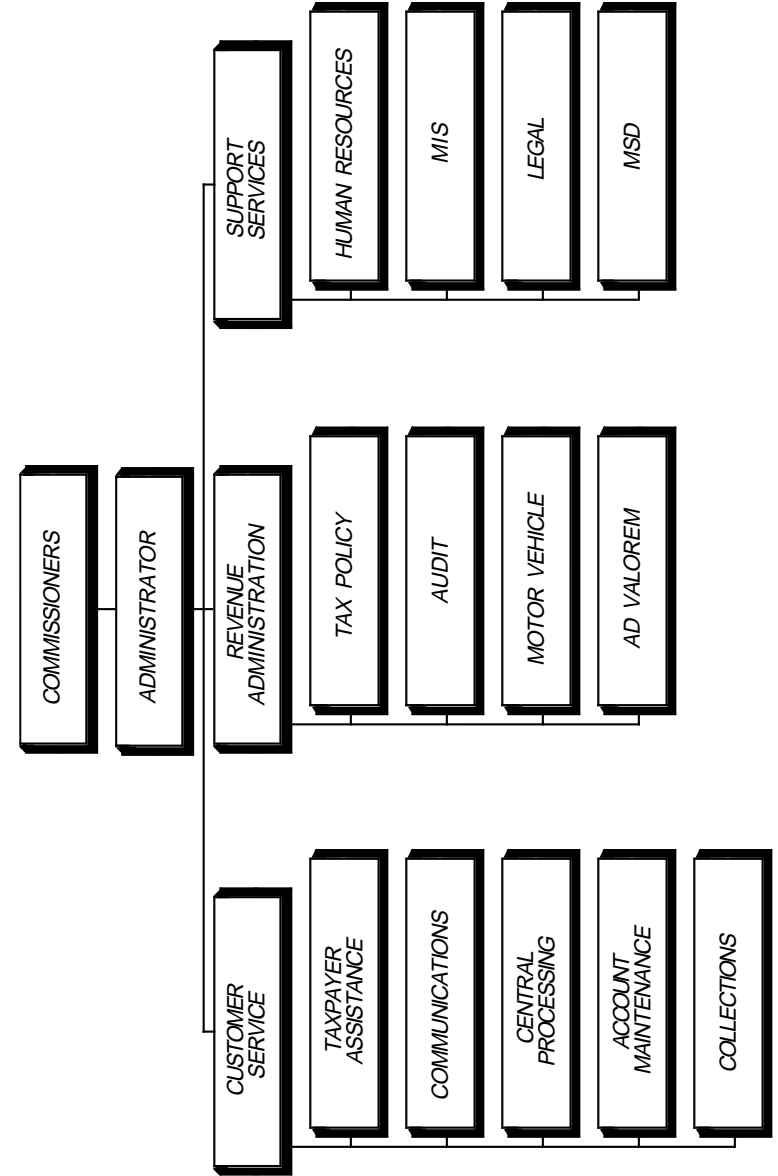 COMMISSIONERS
ADMINISTRATOR
CUSTOMER
SERVICE
TAXPAYER
ASSISTANCE
COMMUNICATIONS
CENTRAL
PROCESSING
ACCOUNT
MAINTENANCE
COLLECTIONS
REVENUE
ADMINISTRATION
TAX POLICY
AUDIT
MOTOR VEHICLE
AD VALOREM
SUPPORT
SERVICES
HUMAN RESOURCES
MIS
LEGAL
MSD